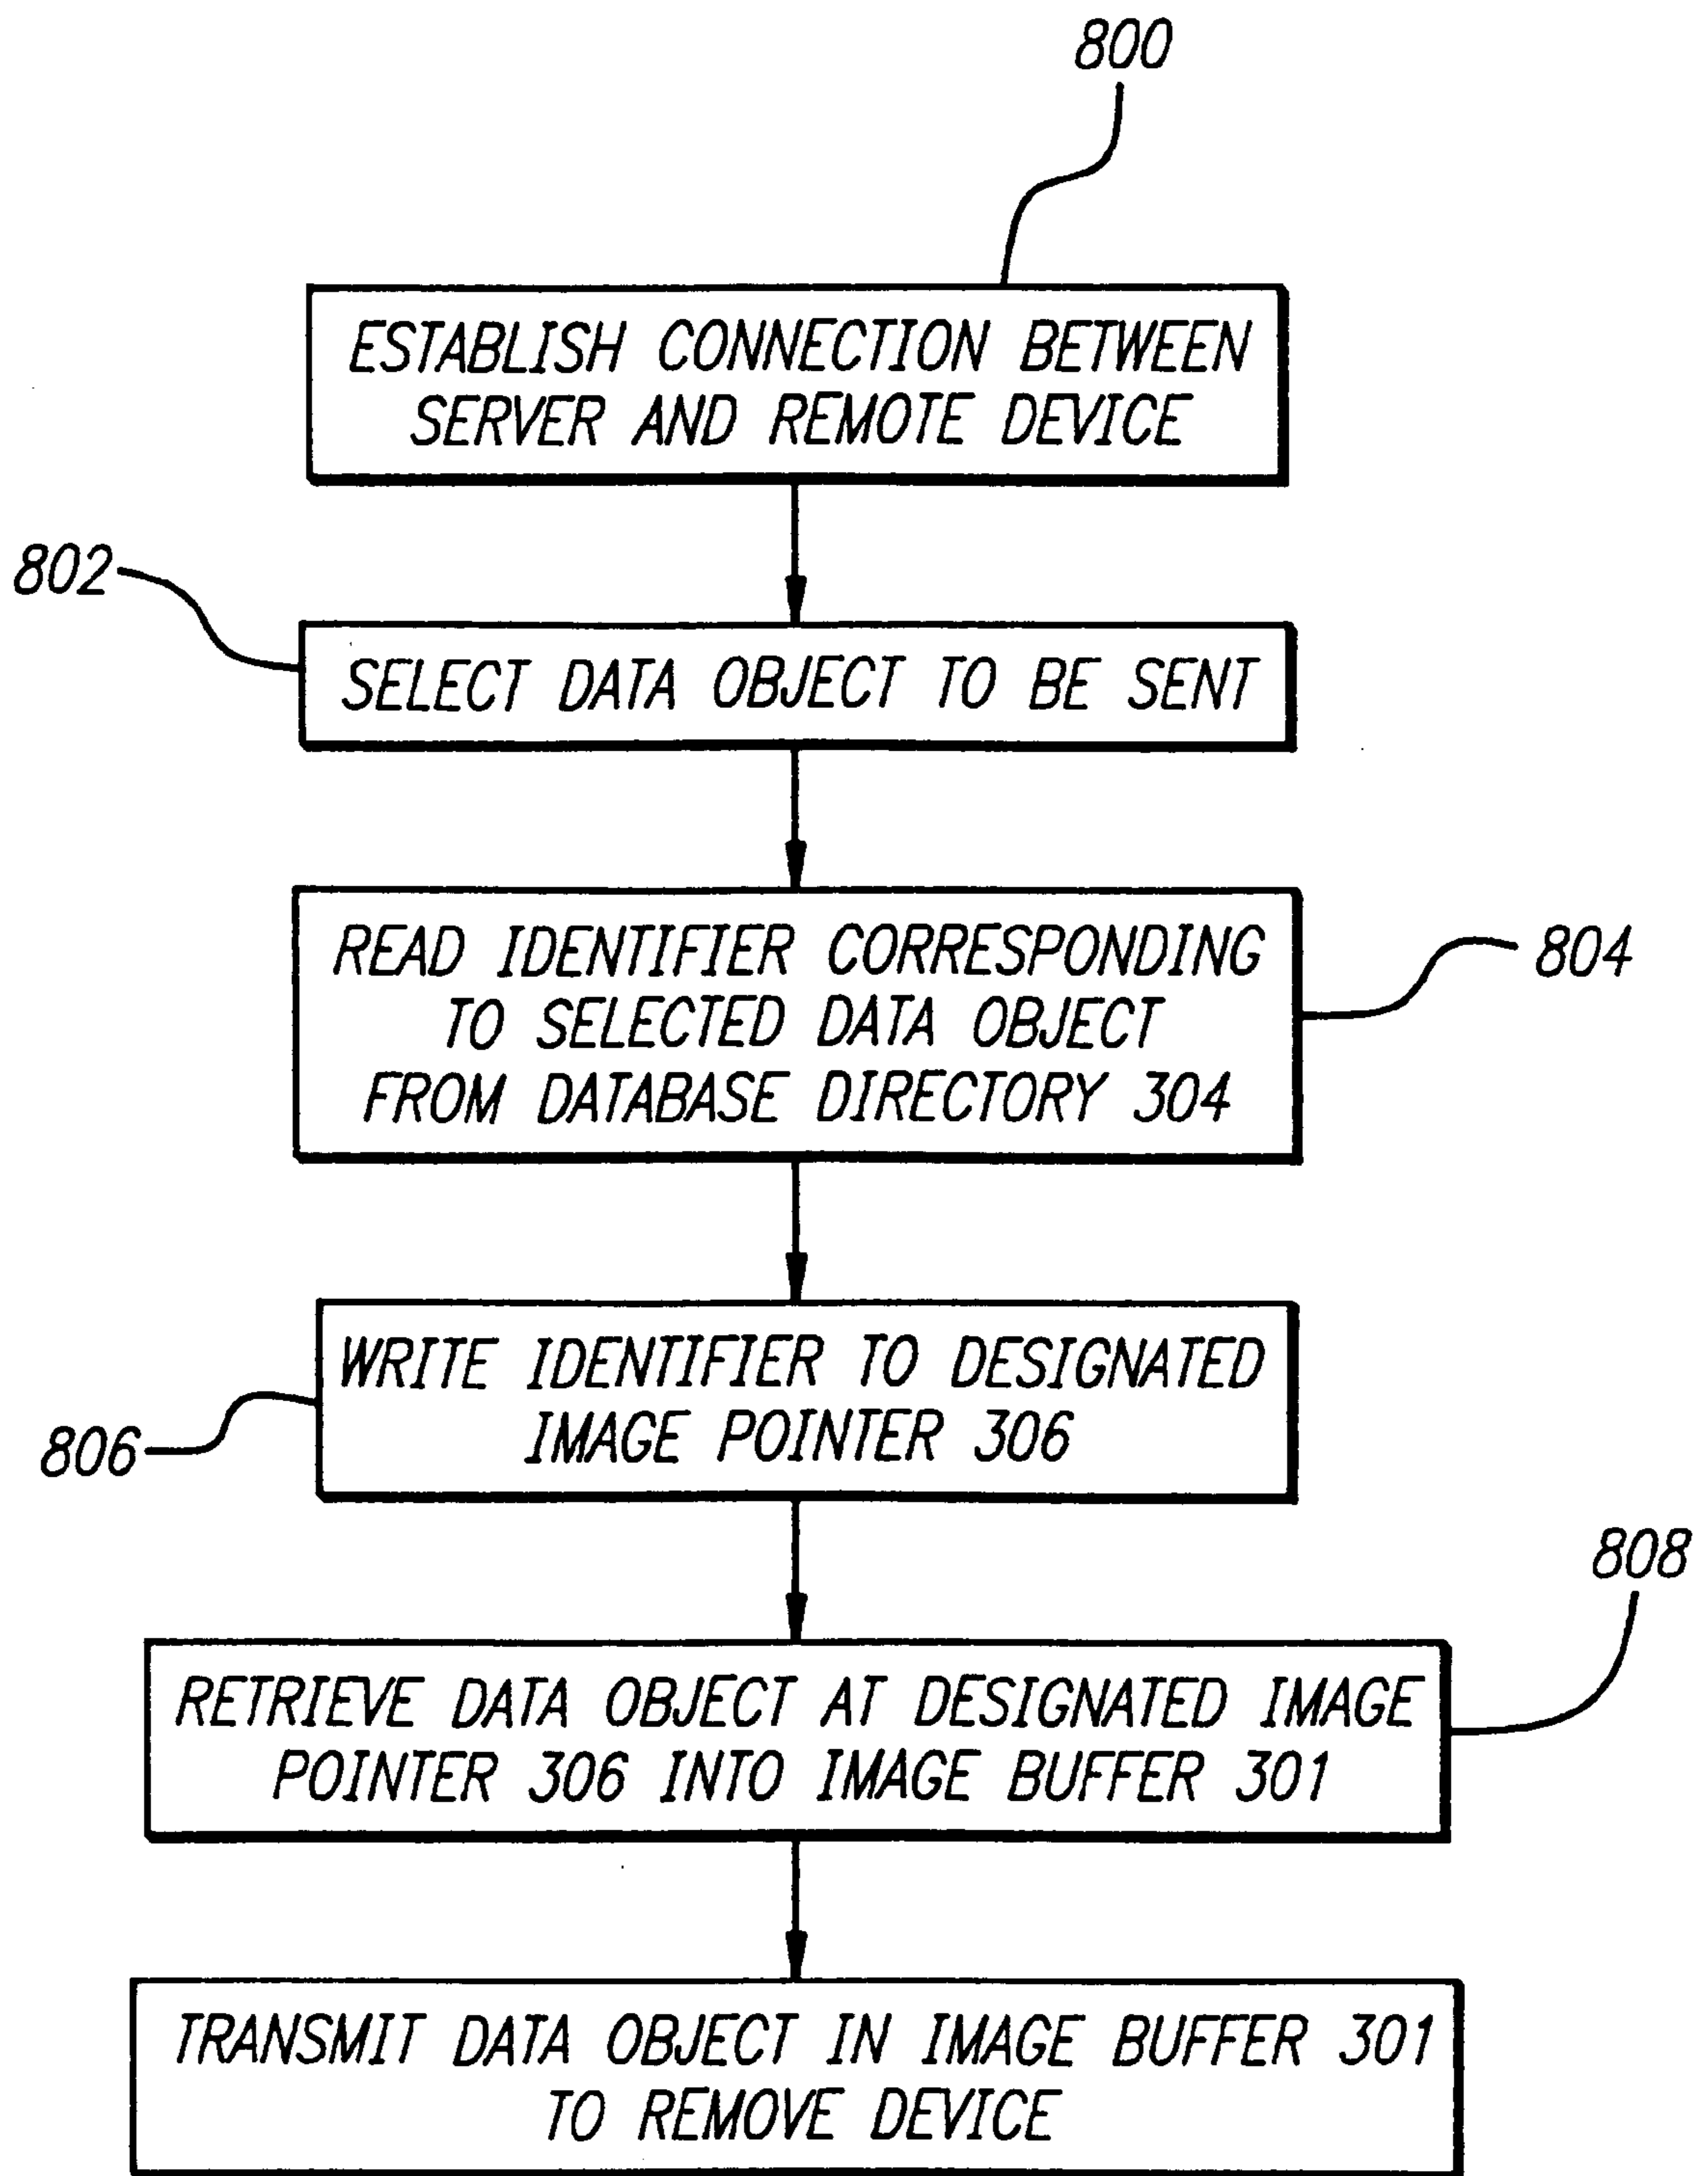 800
ESTABLISH CONNECTION BETWEEN
SERVER AND REMOTE DEVICE
802
SELECT DATA OBJECT TO BE SENT
READ IDENTIFIER CORRESPONDING
TO SELECTED DATA OBJECT
FROM DATABASE DIRECTORY 304
804
WRITE IDENTIFIER TO DESIGNATED
IMAGE POINTER 306
806
808
RETRIEVE DATA OBJECT AT DESIGNATED IMAGE
POINTER 306 INTO IMAGE BUFFER 301
TRANSMIT DATA OBJECT IN IMAGE BUFFER 301
TO REMOVE DEVICE